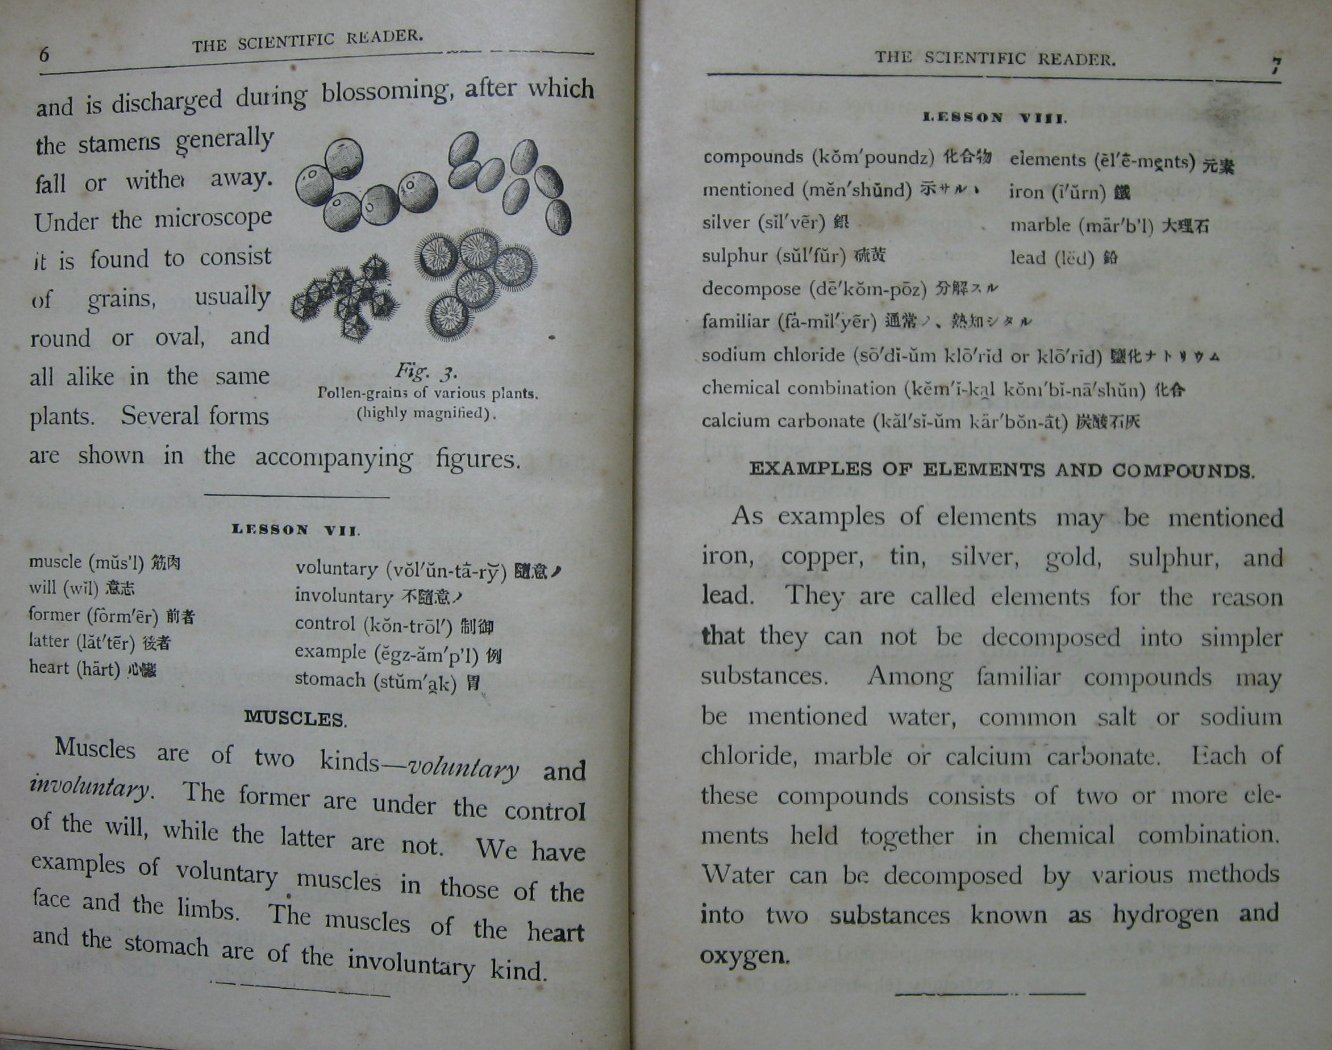 6
THE SCIENTIFIC READER.
and is discharged during blossoming, after which
the stamens generally
fall or wither away.
Under the microscope
it is found to consist
of grains, usually
round or oval, and
all alike in the same
plants. Several forms
are shown in the accompanying figures.
Fig. 3.
Pollen-grains of various plants.
(highly magnified).
LESSON VII.
muscle (mŭs'l) 筋肉
will (wĭl) 意志
former (fôrm'ēr) 前者
latter (lăt'tēr) 後者
heart (härt) 心臟
voluntary (vŏl'ŭn-tā-rȳ) 隨意ノ
involuntary 不隨意ノ
control (kŏn-trōl') 制御
example (ĕgz-ăm'p'l) 例
stomach (stŭm'ạk) 胃
MUSCLES.
Muscles are of two kinds—voluntary and
involuntary. The former are under the control
of the will, while the latter are not. We have
examples of voluntary muscles in those of the
face and the limbs. The muscles of the heart
and the stomach are of the involuntary kind.
THE SCIENTIFIC READER.
7
LESSON VIII.
compounds (kŏm'poundz) 化合物
elements (ĕl'ē-mẹnts) 元素
mentioned (mĕn'shŭnd) 示サルヽ
iron (ī'ŭrn) 鐵
silver (sĭl'vēr) 銀
marble (mär'b'l) 大理石
sulphur (sŭl'fŭr) 硫黄
lead (lĕd) 鉛
decompose (dē'kŏm-pōz) 分解スル
familiar (fȧ-mĭl'yēr) 通常ノ、熟知シタル
sodium chloride (sō'dĭ-ŭm klō'rĭd or klō'rīd) 鹽化ナトリウム
chemical combination (kĕm'ĭ-kạl kŏm'bĭ-nā'shŭn) 化合
calcium carbonate (kăl'sĭ-ŭm kär'bŏn-ât) 炭酸石灰
EXAMPLES OF ELEMENTS AND COMPOUNDS.
As examples of elements may be mentioned
iron, copper, tin, silver, gold, sulphur, and
lead. They are called elements for the reason
that they can not be decomposed into simpler
substances. Among familiar compounds may
be mentioned water, common salt or sodium
chloride, marble or calcium carbonate. Each of
these compounds consists of two or more ele-
ments held together in chemical combination.
Water can be decomposed by various methods
into two substances known as hydrogen and
oxygen.